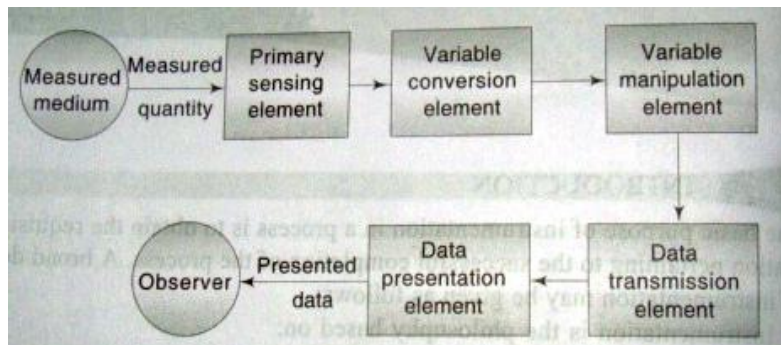 Measured
medium
Measured
quantity
Primary
sensing
element
Variable
conversion
element
Variable
manipulation
element
Data
transmission
element
Data
presentation
element
Presented
data
Observer